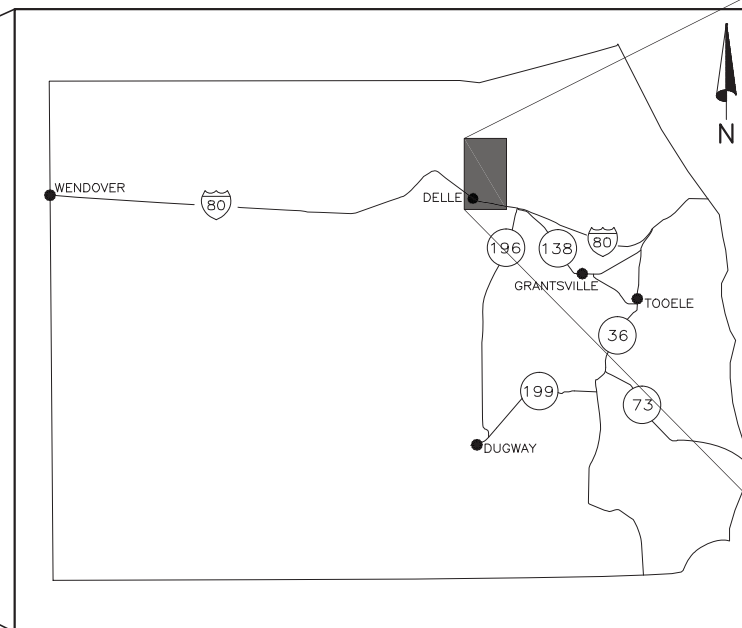 N
WENDOVER
80
DELLE
196
138
80
GRANTSVILLE
TOOELE
36
199
73
DUGWAY